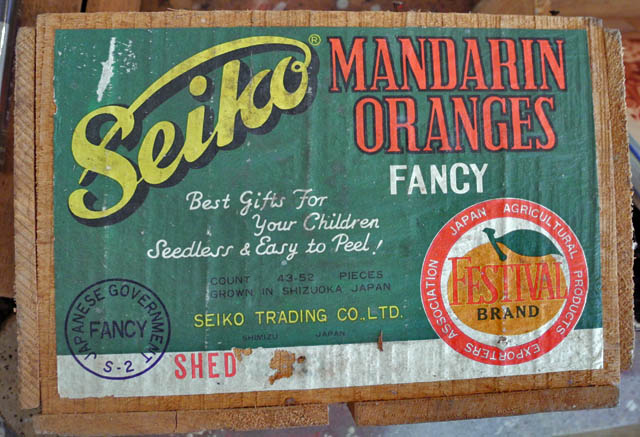 Seiko®
MANDARIN
ORANGES
FANCY
Best Gifts For
Your Children
Seedless & Easy to Peel!
COUNT 43-52 PIECES
GROWN IN SHIZUOKA JAPAN
SEIKO TRADING CO.,LTD.
SHIMIZU JAPAN
JAPANESE GOVERNMENT
FANCY
S-2
SHED
JAPAN AGRICULTURAL PRODUCTS EXPORTERS ASSOCIATION
FESTIVAL
BRAND